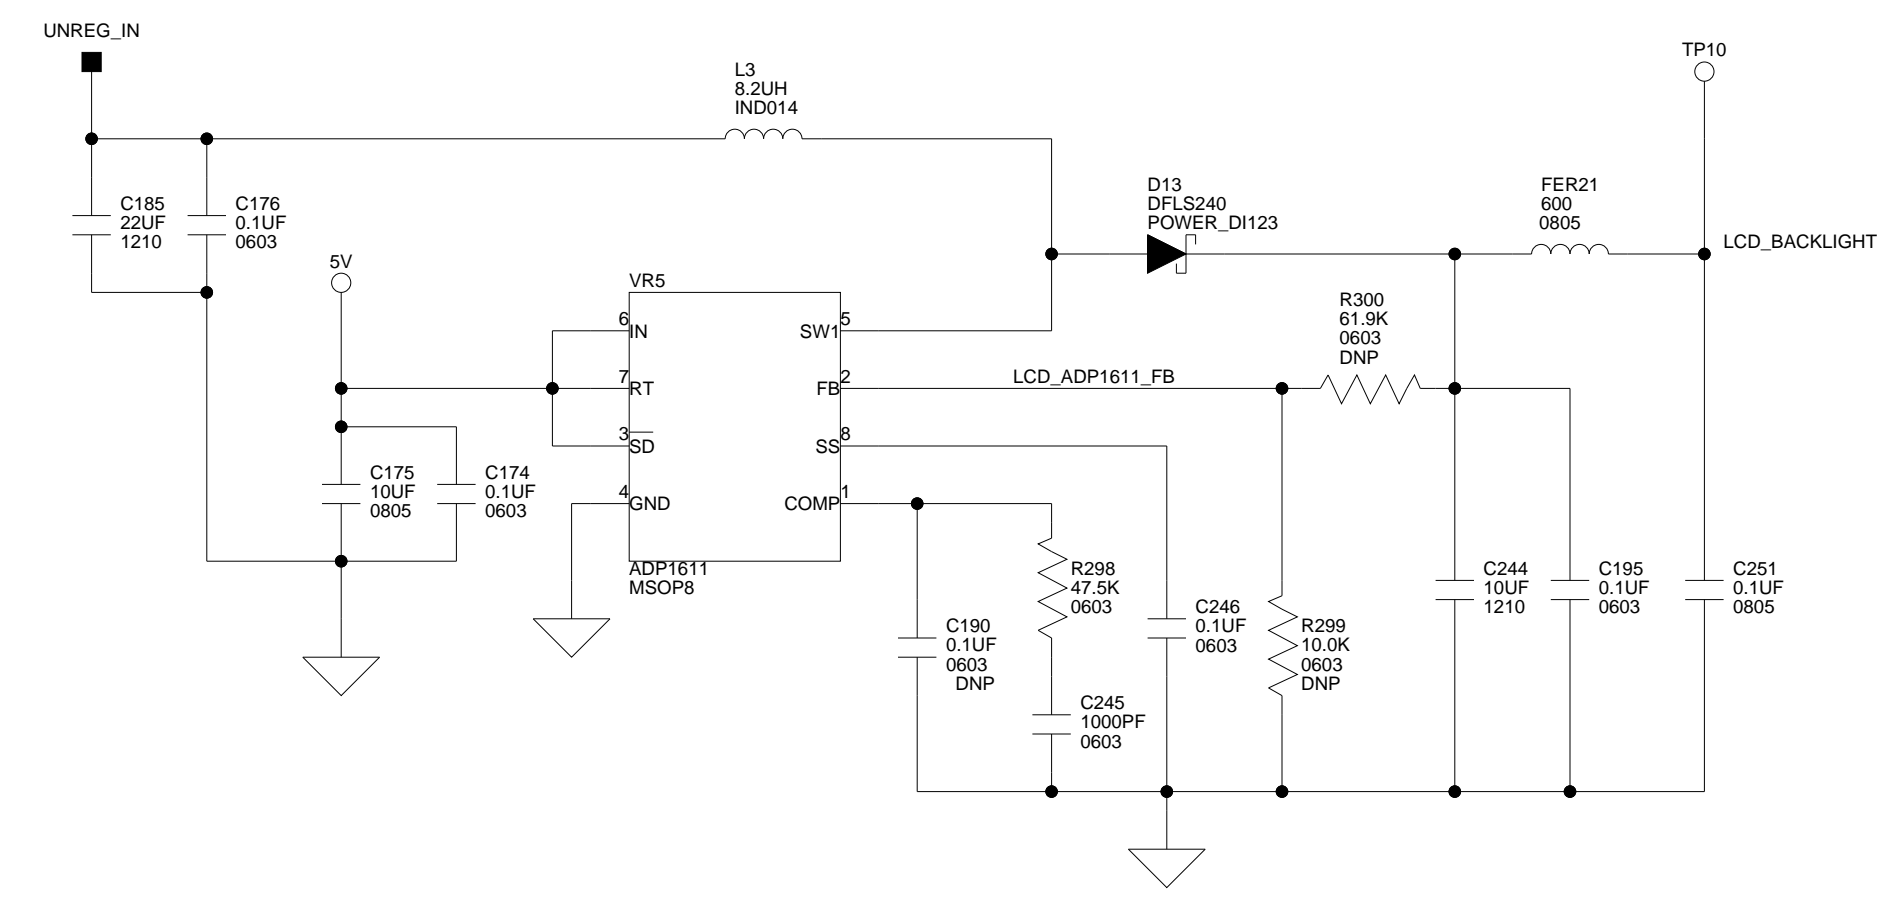 UNREG_IN
TP10
L3
8.2UH
IND014
C185
22UF
1210
C176
0.1UF
0603
D13
DFLS240
POWER_DI123
FER21
600
0805
LCD_BACKLIGHT
5V
VR5
6
IN
7
RT
3
SD
4
GND
SW1
5
FB
2
SS
8
COMP
1
ADP1611
MSOP8
LCD_ADP1611_FB
R300
61.9K
0603
DNP
C175
10UF
0805
C174
0.1UF
0603
R298
47.5K
0603
C190
0.1UF
0603
DNP
C245
1000PF
0603
C246
0.1UF
0603
R299
10.0K
0603
DNP
C244
10UF
1210
C195
0.1UF
0603
C251
0.1UF
0805